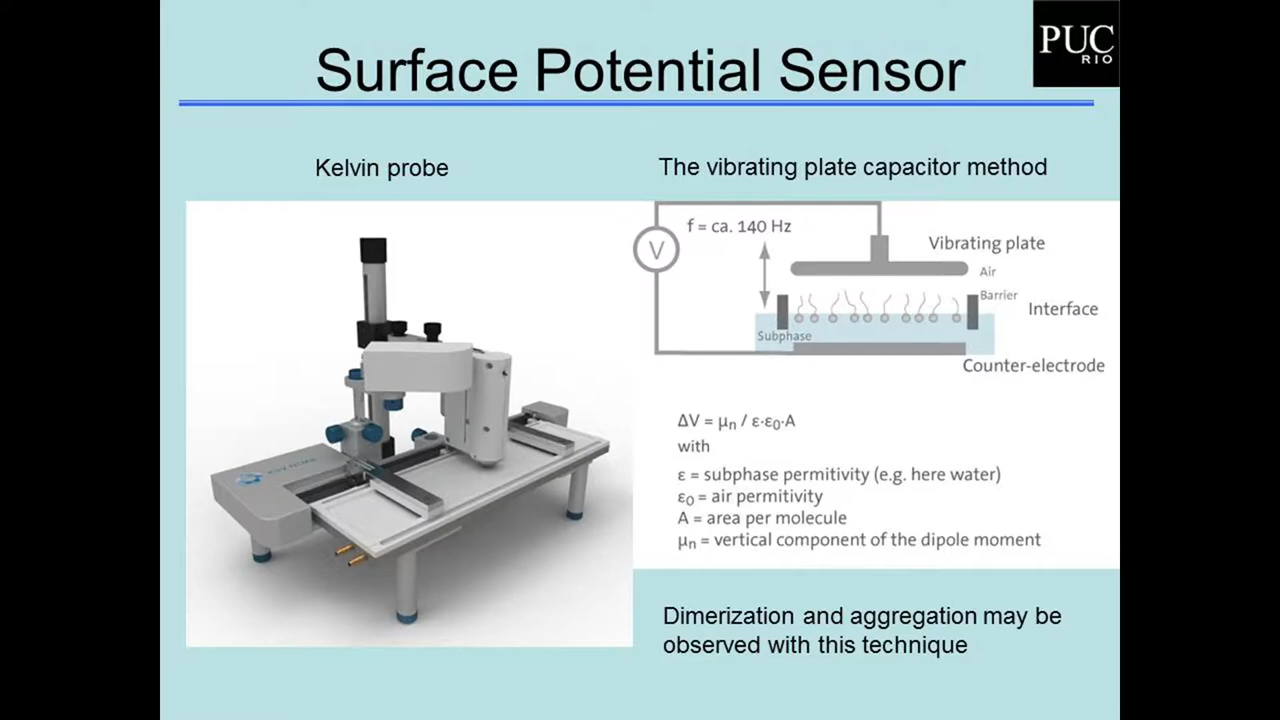 Surface Potential Sensor
PUC
RIO
Kelvin probe
The vibrating plate capacitor method
f = ca. 140 Hz
V
Vibrating plate
Air
Barrier
Interface
Subphase
Counter-electrode
ΔV = μn / ε·ε0·A
with
ε = subphase permitivity (e.g. here water)
ε0 = air permitivity
A = area per molecule
μn = vertical component of the dipole moment
Dimerization and aggregation may be
observed with this technique